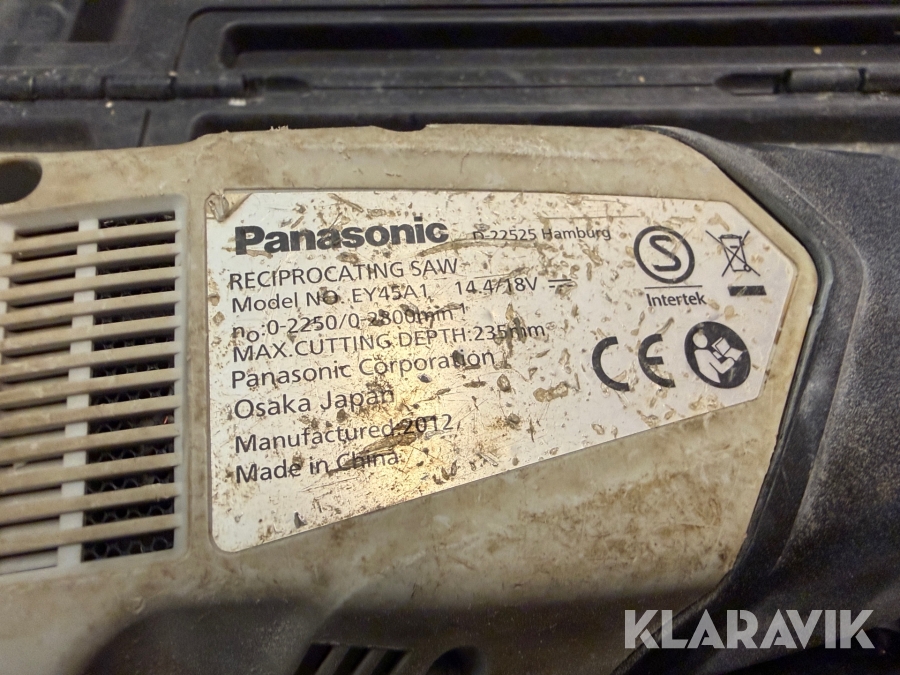 Panasonic D-22525 Hamburg
RECIPROCATING SAW
Model NO. EY45A1 14.4/18V
n₀:0-2250/0-2800min⁻¹
MAX.CUTTING DEPTH:235mm
Panasonic Corporation
Osaka Japan
Manufactured 2012
Made in China
S
Intertek
CE
KLARAVIK